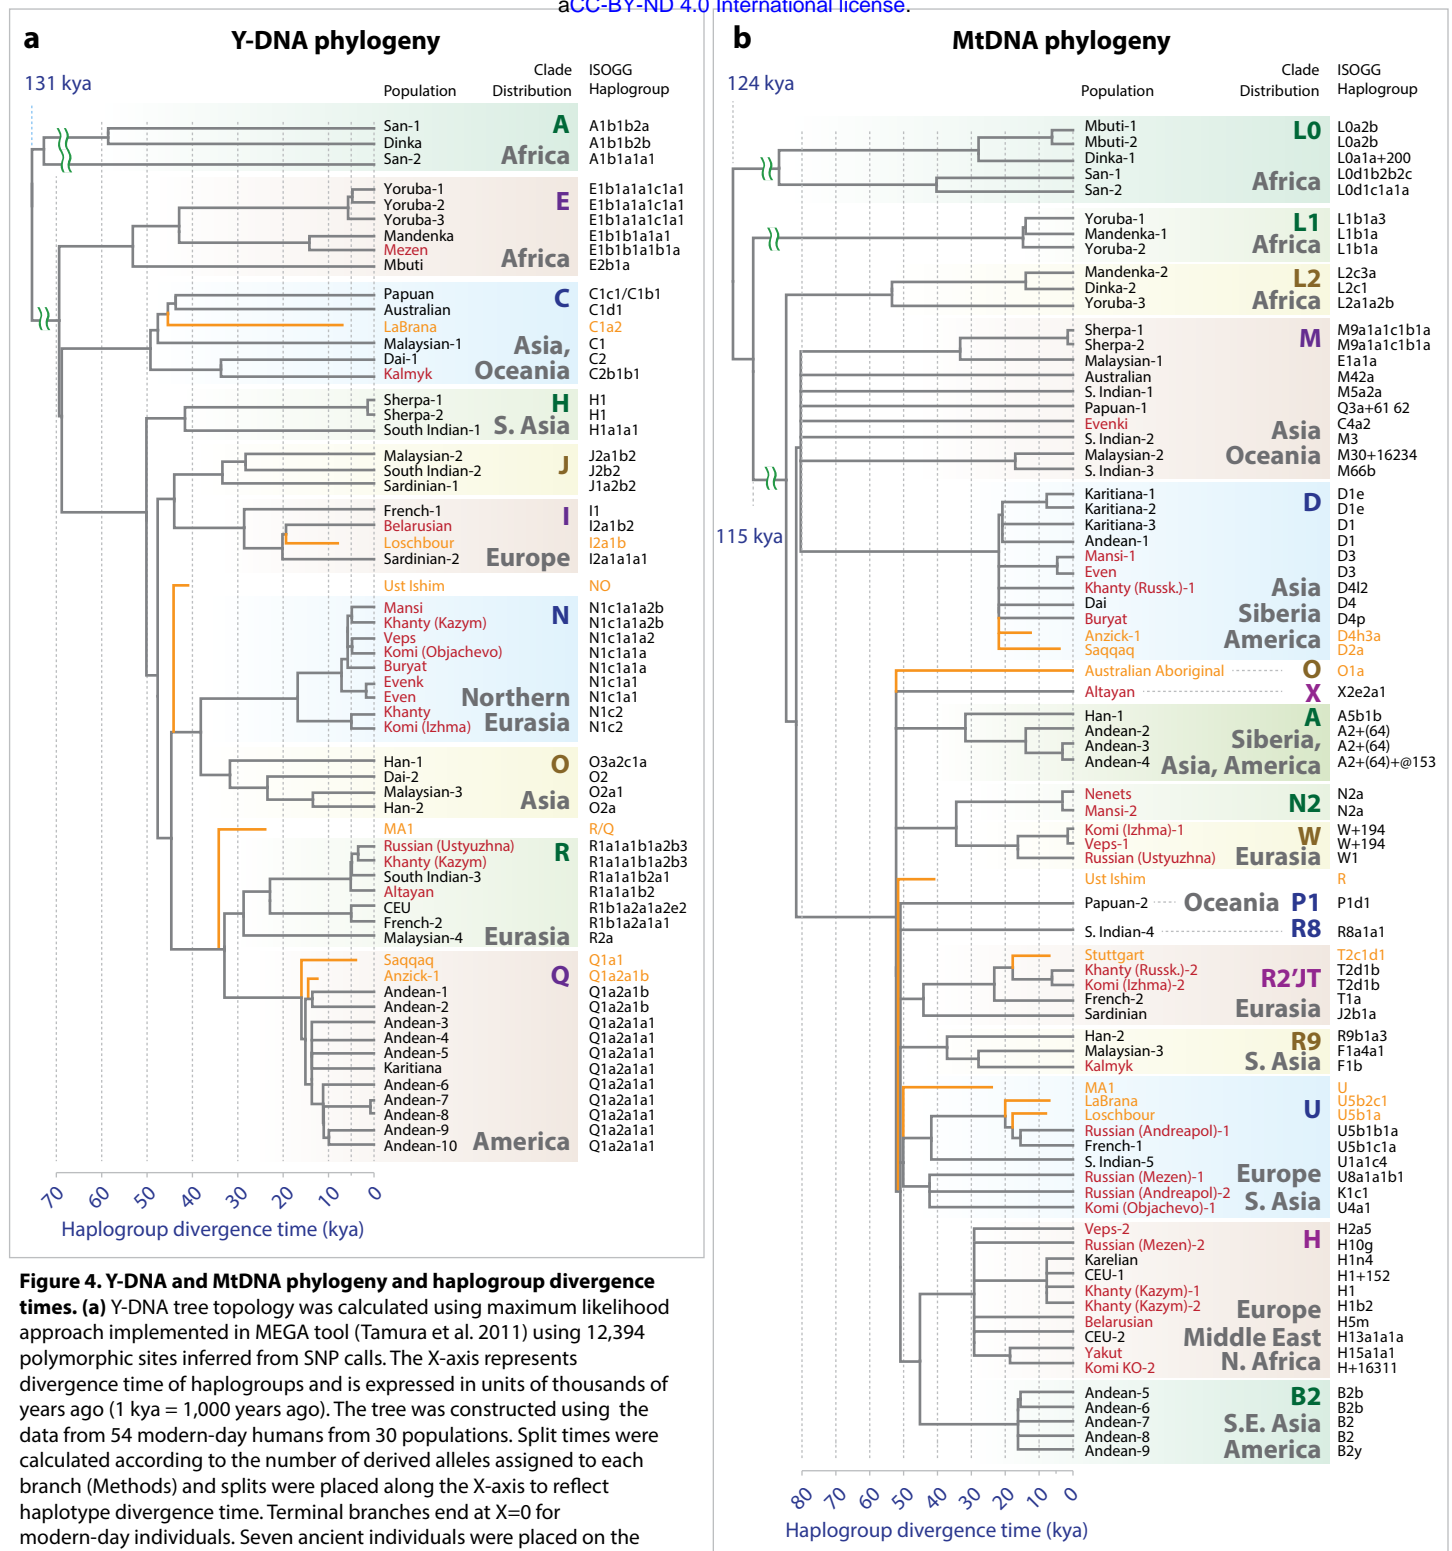 aCC-BY-ND 4.0 International license.
a
Y-DNA phylogeny
131 kya
Population
Clade
Distribution
ISOGG
Haplogroup
San-1 A1b1b2a
Dinka A1b1b2b
San-2 A1b1a1a1
A
Africa
Yoruba-1 E1b1a1a1c1a1
Yoruba-2 E1b1a1a1c1a1
Yoruba-3 E1b1a1a1c1a1
Mandenka E1b1b1a1a1
Mezen E1b1b1a1b1a
Mbuti E2b1a
E
Africa
Papuan C1c1/C1b1
Australian C1d1
LaBrana C1a2
Malaysian-1 C1
Dai-1 C2
Kalmyk C2b1b1
C
Asia,
Oceania
Sherpa-1 H1
Sherpa-2 H1
South Indian-1 H1a1a1
H
S. Asia
Malaysian-2 J2a1b2
South Indian-2 J2b2
Sardinian-1 J1a2b2
J
French-1 I1
Belarusian I2a1b2
Loschbour I2a1b
Sardinian-2 I2a1a1a1
I
Europe
Ust Ishim NO
Mansi N1c1a1a2b
Khanty (Kazym) N1c1a1a2b
Veps N1c1a1a2
Komi (Objachevo) N1c1a1a
Buryat N1c1a1a
Evenk N1c1a1
Even N1c1a1
Khanty N1c2
Komi (Izhma) N1c2
N
Northern
Eurasia
Han-1 O3a2c1a
Dai-2 O2
Malaysian-3 O2a1
Han-2 O2a
O
Asia
MA1 R/Q
Russian (Ustyuzhna) R1a1a1b1a2b3
Khanty (Kazym) R1a1a1b1a2b3
South Indian-3 R1a1a1b2a1
Altayan R1a1a1b2
CEU R1b1a2a1a2e2
French-2 R1b1a2a1a1
Malaysian-4 R2a
R
Eurasia
Saqqaq Q1a1
Anzick-1 Q1a2a1b
Andean-1 Q1a2a1b
Andean-2 Q1a2a1b
Andean-3 Q1a2a1a1
Andean-4 Q1a2a1a1
Andean-5 Q1a2a1a1
Karitiana Q1a2a1a1
Andean-6 Q1a2a1a1
Andean-7 Q1a2a1a1
Andean-8 Q1a2a1a1
Andean-9 Q1a2a1a1
Andean-10 Q1a2a1a1
Q
America
70 60 50 40 30 20 10 0
Haplogroup divergence time (kya)
Figure 4. Y-DNA and MtDNA phylogeny and haplogroup divergence
times. (a) Y-DNA tree topology was calculated using maximum likelihood
approach implemented in MEGA tool (Tamura et al. 2011) using 12,394
polymorphic sites inferred from SNP calls. The X-axis represents
divergence time of haplogroups and is expressed in units of thousands of
years ago (1 kya = 1,000 years ago). The tree was constructed using the
data from 54 modern-day humans from 30 populations. Split times were
calculated according to the number of derived alleles assigned to each
branch (Methods) and splits were placed along the X-axis to reflect
haplotype divergence time. Terminal branches end at X=0 for
modern-day individuals. Seven ancient individuals were placed on the
b
MtDNA phylogeny
124 kya
Population
Clade
Distribution
ISOGG
Haplogroup
Mbuti-1 L0a2b
Mbuti-2 L0a2b
Dinka-1 L0a1a+200
San-1 L0d1b2b2c
San-2 L0d1c1a1a
L0
Africa
Yoruba-1 L1b1a3
Mandenka-1 L1b1a
Yoruba-2 L1b1a
L1
Africa
Mandenka-2 L2c3a
Dinka-2 L2c1
Yoruba-3 L2a1a2b
L2
Africa
Sherpa-1 M9a1a1c1b1a
Sherpa-2 M9a1a1c1b1a
Malaysian-1 E1a1a
Australian M42a
S. Indian-1 M5a2a
Papuan-1 Q3a+61 62
Evenki C4a2
S. Indian-2 M3
Malaysian-2 M30+16234
S. Indian-3 M66b
M
Asia
Oceania
115 kya
Karitiana-1 D1e
Karitiana-2 D1e
Karitiana-3 D1
Andean-1 D1
Mansi-1 D3
Even D3
Khanty (Russk.)-1 D4l2
Dai D4
Buryat D4p
Anzick-1 D4h3a
Saqqaq D2a
D
Asia
Siberia
America
Australian Aboriginal O O1a
Altayan X X2e2a1
Han-1 A5b1b
Andean-2 A2+(64)
Andean-3 A2+(64)
Andean-4 A2+(64)+@153
A
Siberia,
Asia, America
Nenets N2a
Mansi-2 N2a
N2
Komi (Izhma)-1 W+194
Veps-1 W+194
Russian (Ustyuzhna) W1
W
Eurasia
Ust Ishim R
Papuan-2 Oceania P1 P1d1
S. Indian-4 R8 R8a1a1
Stuttgart T2c1d1
Khanty (Russk.)-2 T2d1b
Komi (Izhma)-2 T2d1b
French-2 T1a
Sardinian J2b1a
R2'JT
Eurasia
Han-2 R9b1a3
Malaysian-3 F1a4a1
Kalmyk F1b
R9
S. Asia
MA1 U
LaBrana U5b2c1
Loschbour U5b1a
Russian (Andreapol)-1 U5b1b1a
French-1 U5b1c1a
S. Indian-5 U1a1c4
Russian (Mezen)-1 U8a1a1b1
Russian (Andreapol)-2 K1c1
Komi (Objachevo)-1 U4a1
U
Europe
S. Asia
Veps-2 H2a5
Russian (Mezen)-2 H10g
Karelian H1n4
CEU-1 H1+152
Khanty (Kazym)-1 H1
Khanty (Kazym)-2 H1b2
Belarusian H5m
CEU-2 H13a1a1a
Yakut H15a1a1
Komi KO-2 H+16311
H
Europe
Middle East
N. Africa
Andean-5 B2b
Andean-6 B2b
Andean-7 B2
Andean-8 B2
Andean-9 B2y
B2
S.E. Asia
America
80 70 60 50 40 30 20 10 0
Haplogroup divergence time (kya)